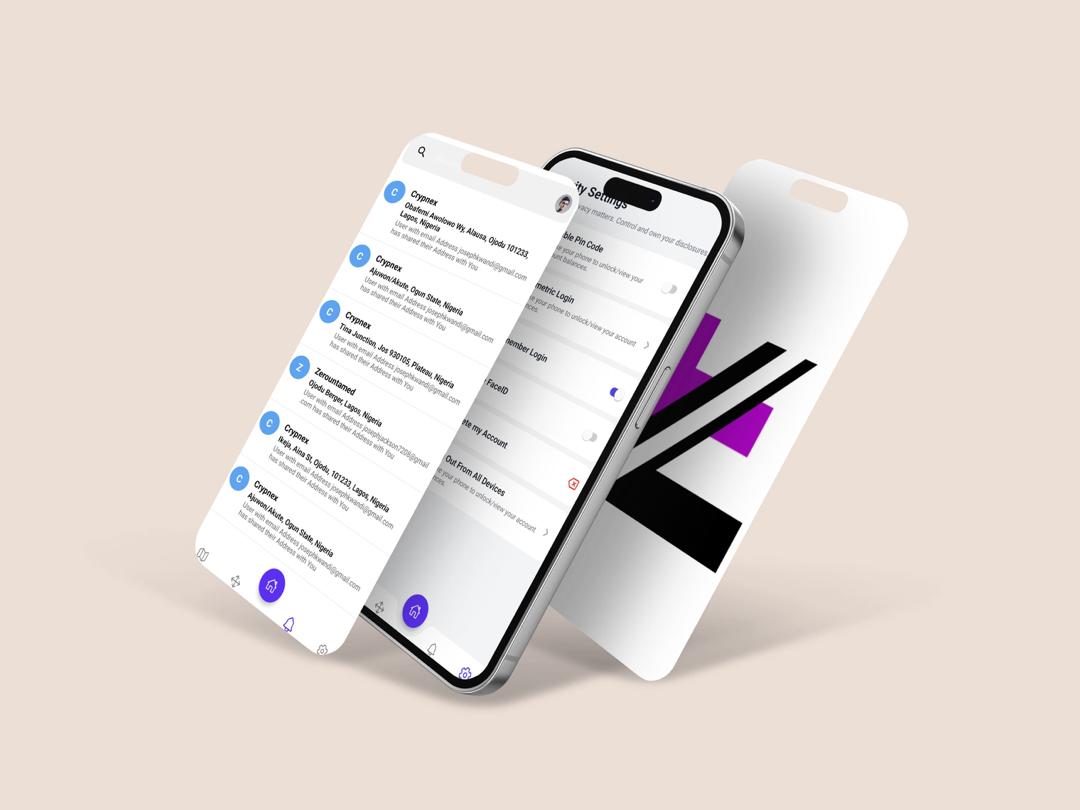 C
Crypnex
Obafemi Awolowo Wy, Alausa, Ojodu 101233,
Lagos, Nigeria
User with email Address josephkwandi@gmail.com
has shared their Address with You
C
Crypnex
Ajuwon/Akute, Ogun State, Nigeria
User with email Address josephkwandi@gmail.com
has shared their Address with You
C
Crypnex
Tina Junction, Jos 930105, Plateau, Nigeria
User with email Address josephkwandi@gmail.com
has shared their Address with You
Z
Zerountamed
Ojodu Berger, Lagos, Nigeria
User with email Address josephjackson7208@gmail
.com has shared their Address with You
C
Crypnex
Ikeja, Aina St, Ojodu, 101233, Lagos, Nigeria
User with email Address josephkwandi@gmail.com
has shared their Address with You
C
Crypnex
Ajuwon/Akute, Ogun State, Nigeria
User with email Address josephkwandi@gmail.com
has shared their Address with You
ity Settings
vacy matters. Control and own your disclosures
ble Pin Code
e your phone to unlock/view your
unt balances.
metric Login
e your phone to unlock/view your account
nces.
member Login
FaceID
ete my Account
Out From All Devices
e your phone to unlock/view your account
nces.